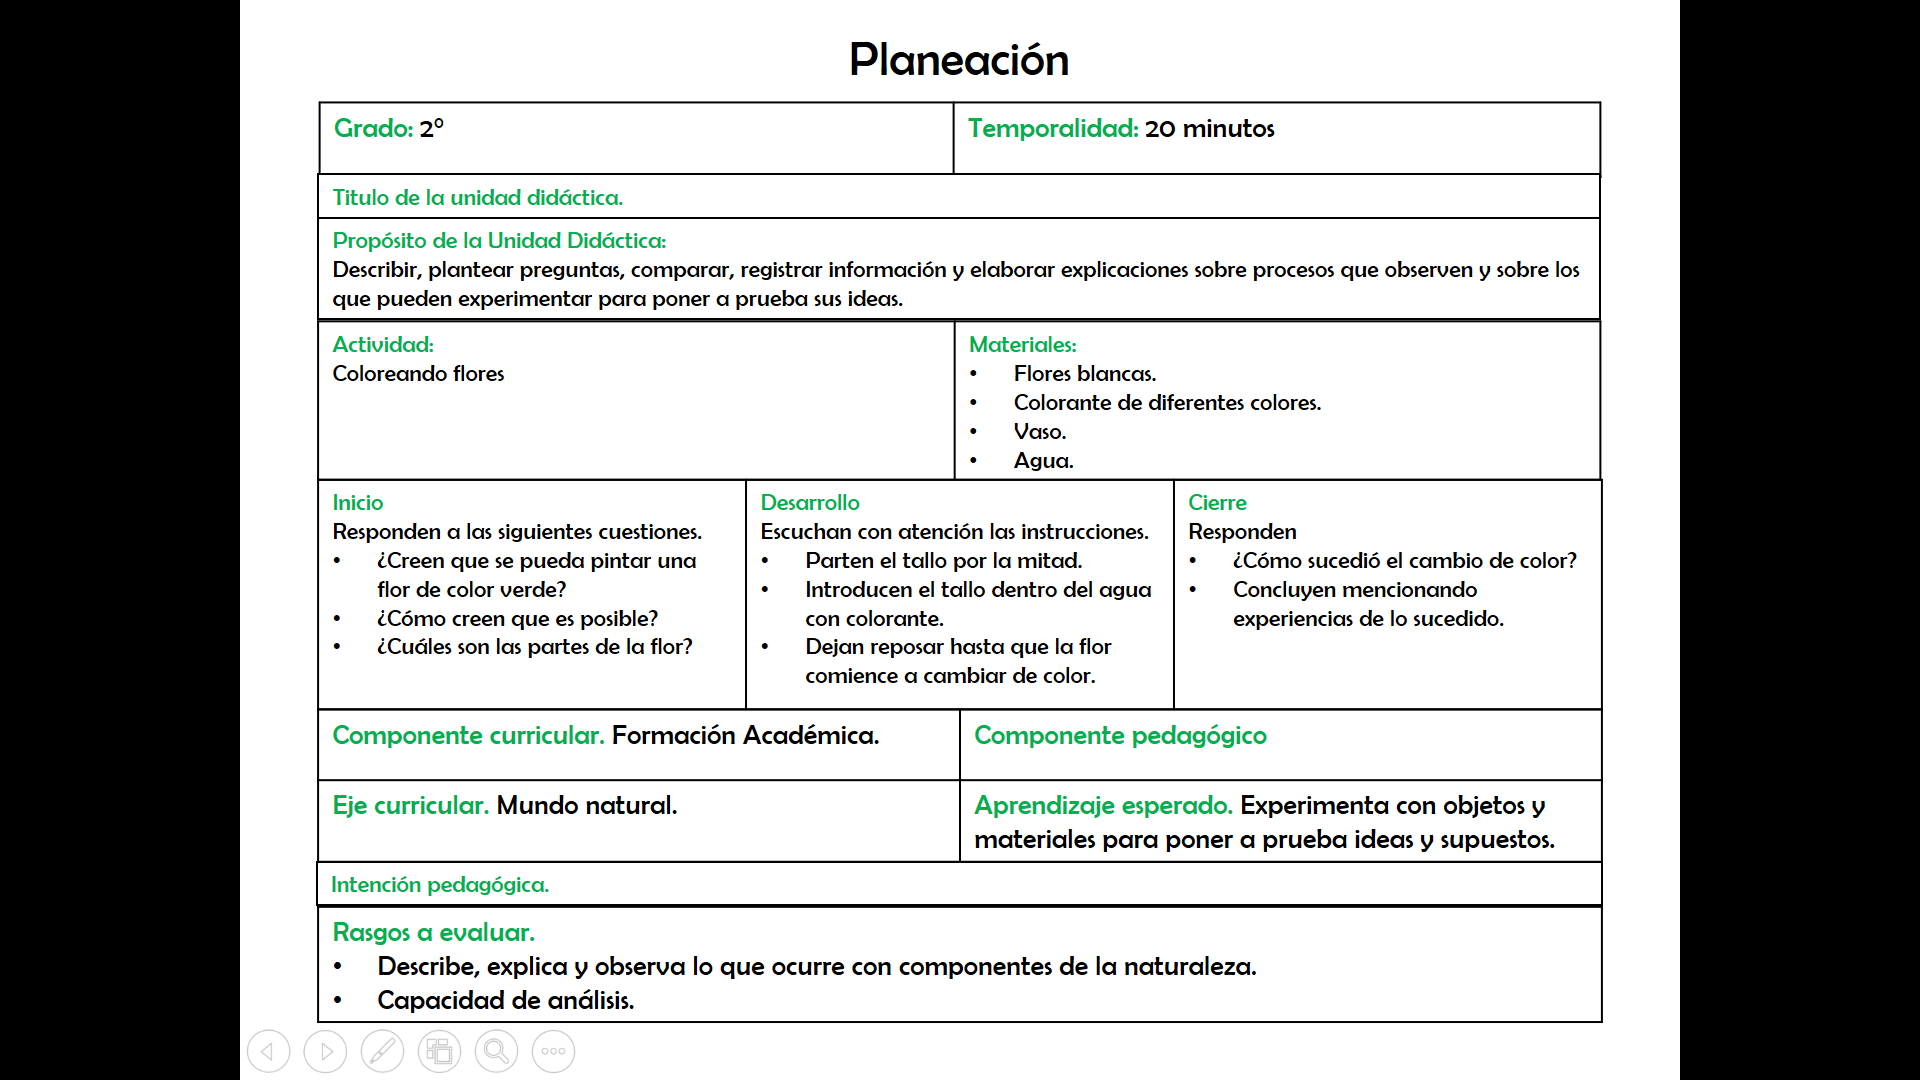 Planeación
Grado: 2°
Temporalidad: 20 minutos
Titulo de la unidad didáctica.
Propósito de la Unidad Didáctica:
Describir, plantear preguntas, comparar, registrar información y elaborar explicaciones sobre procesos que observen y sobre los
que pueden experimentar para poner a prueba sus ideas.
Actividad:
Coloreando flores
Materiales:
• Flores blancas.
• Colorante de diferentes colores.
• Vaso.
• Agua.
Inicio
Responden a las siguientes cuestiones.
• ¿Creen que se pueda pintar una
flor de color verde?
• ¿Cómo creen que es posible?
• ¿Cuáles son las partes de la flor?
Desarrollo
Escuchan con atención las instrucciones.
• Parten el tallo por la mitad.
• Introducen el tallo dentro del agua
con colorante.
• Dejan reposar hasta que la flor
comience a cambiar de color.
Cierre
Responden
• ¿Cómo sucedió el cambio de color?
• Concluyen mencionando
experiencias de lo sucedido.
Componente curricular. Formación Académica.
Componente pedagógico
Eje curricular. Mundo natural.
Aprendizaje esperado. Experimenta con objetos y
materiales para poner a prueba ideas y supuestos.
Intención pedagógica.
Rasgos a evaluar.
• Describe, explica y observa lo que ocurre con componentes de la naturaleza.
• Capacidad de análisis.